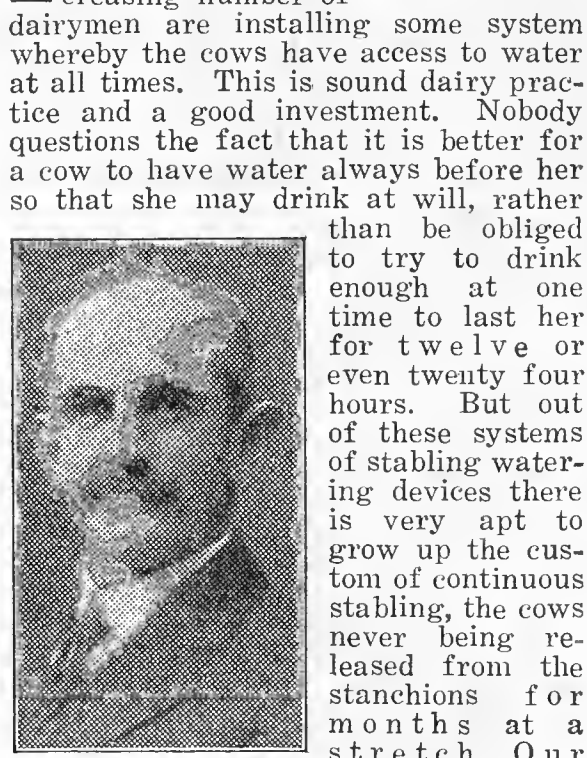 creasing number of
dairymen are installing some system
whereby the cows have access to water
at all times. This is sound dairy prac-
tice and a good investment. Nobody
questions the fact that it is better for
a cow to have water always before her
so that she may drink at will, rather
than be obliged
to try to drink
enough at one
time to last her
for twelve or
even twenty four
hours. But out
of these systems
of stabling water-
ing devices there
is very apt to
grow up the cus-
tom of continuous
stabling, the cows
never being re-
leased from the
stanchions for
months at a
stretch Our